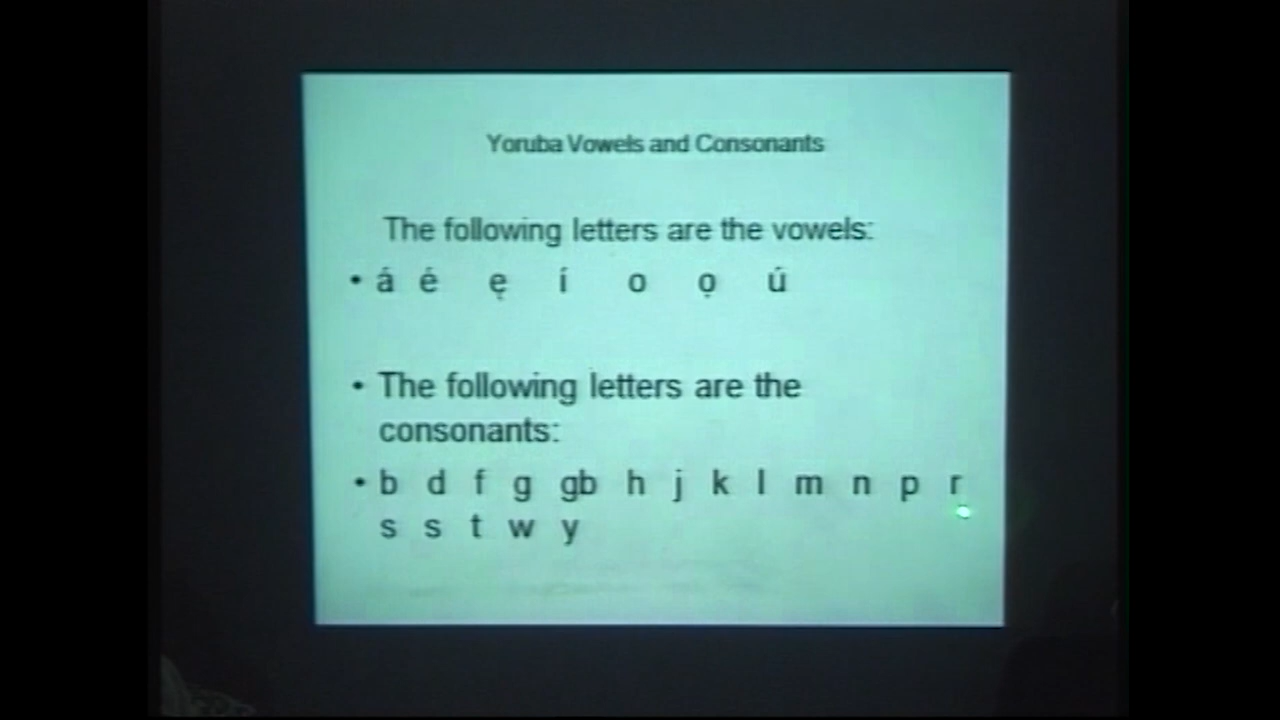 Yoruba Vowels and Consonants
The following letters are the vowels:
• á é ẹ í o ọ ú
• The following letters are the
consonants:
• b d f g gb h j k l m n p r
s s t w y